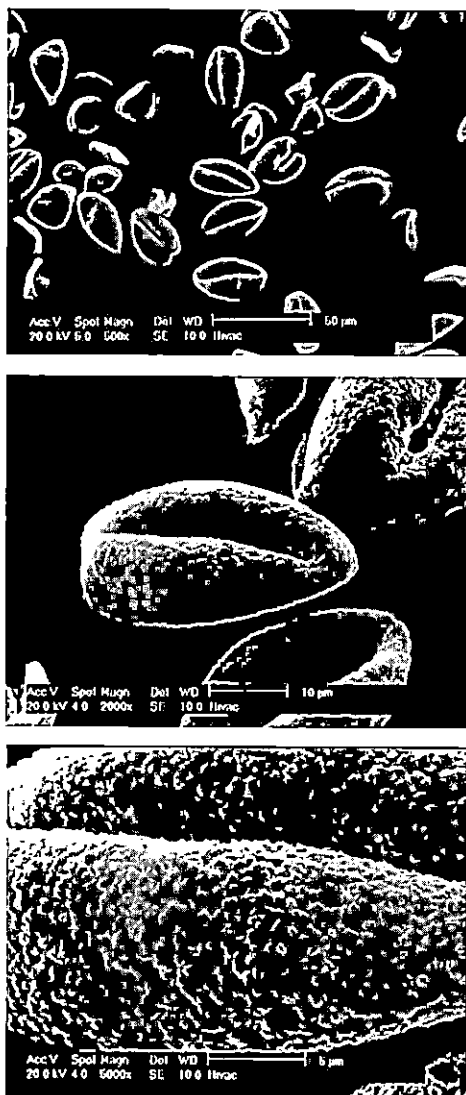 Acc.V Spot Magn Det WD 50 µm
20.0 kV 5.0 500x SE 10.0 Hivac
Acc.V Spot Magn Det WD 10 µm
20.0 kV 4.0 2000x SE 10.0 Hivac
Acc.V Spot Magn Det WD 5 µm
20.0 kV 4.0 5000x SE 10.0 Hivac